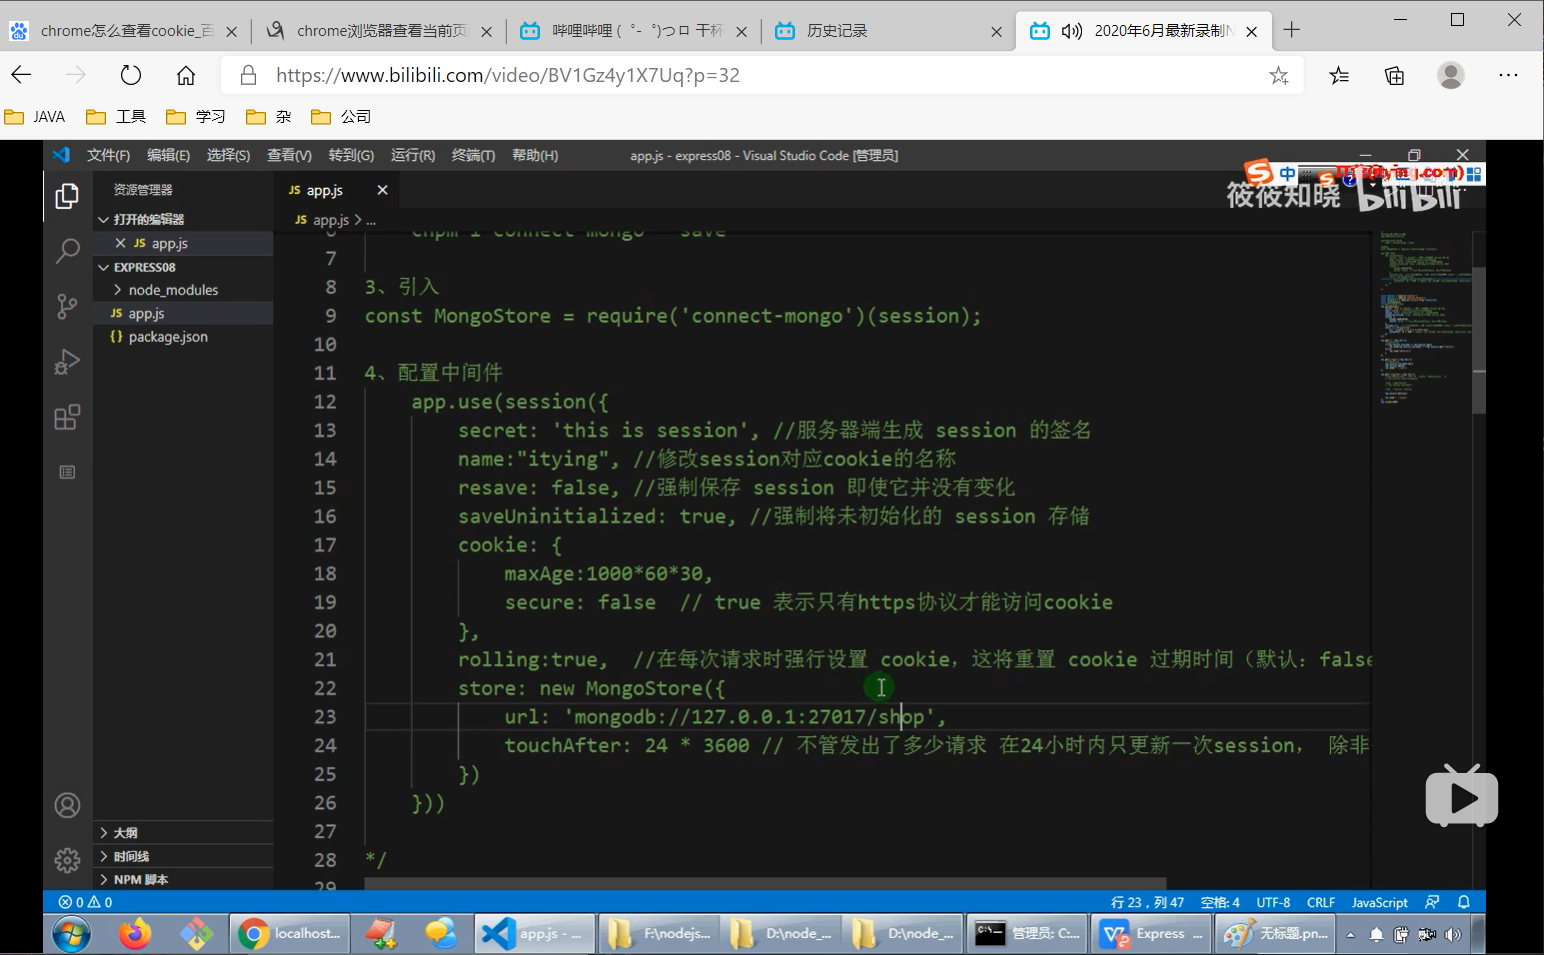 chrome怎么查看cookie_百
chrome浏览器查看当前页
哔哩哔哩 ( ゜- ゜)つロ 干杯
历史记录
2020年6月最新录制N
https://www.bilibili.com/video/BV1Gz4y1X7Uq?p=32
JAVA 工具 学习 杂 公司
文件(F) 编辑(E) 选择(S) 查看(V) 转到(G) 运行(R) 终端(T) 帮助(H)
app.js - express08 - Visual Studio Code [管理员]
中
筱筱知晓 bilibili
资源管理器
打开的编辑器
JS app.js
EXPRESS08
node_modules
JS app.js
{} package.json
大纲
时间线
NPM 脚本
JS app.js
JS app.js > ...
6 cnpm i connect-mongo --save
7
8 3、引入
9 const MongoStore = require('connect-mongo')(session);
10
11 4、配置中间件
12 app.use(session({
13 secret: 'this is session', //服务器端生成 session 的签名
14 name:"itying", //修改session对应cookie的名称
15 resave: false, //强制保存 session 即使它并没有变化
16 saveUninitialized: true, //强制将未初始化的 session 存储
17 cookie: {
18 maxAge:1000*60*30,
19 secure: false // true 表示只有https协议才能访问cookie
20 },
21 rolling:true, //在每次请求时强行设置 cookie，这将重置 cookie 过期时间（默认：false
22 store: new MongoStore({
23 url: 'mongodb://127.0.0.1:27017/shop',
24 touchAfter: 24 * 3600 // 不管发出了多少请求 在24小时内只更新一次session， 除非
25 })
26 }))
27
28 */
29
0 0
行 23，列 47 空格: 4 UTF-8 CRLF JavaScript
localhost...
app.js - ...
F:\nodejs...
D:\node_...
D:\node_...
管理员: C:...
Express ...
无标题.pn...